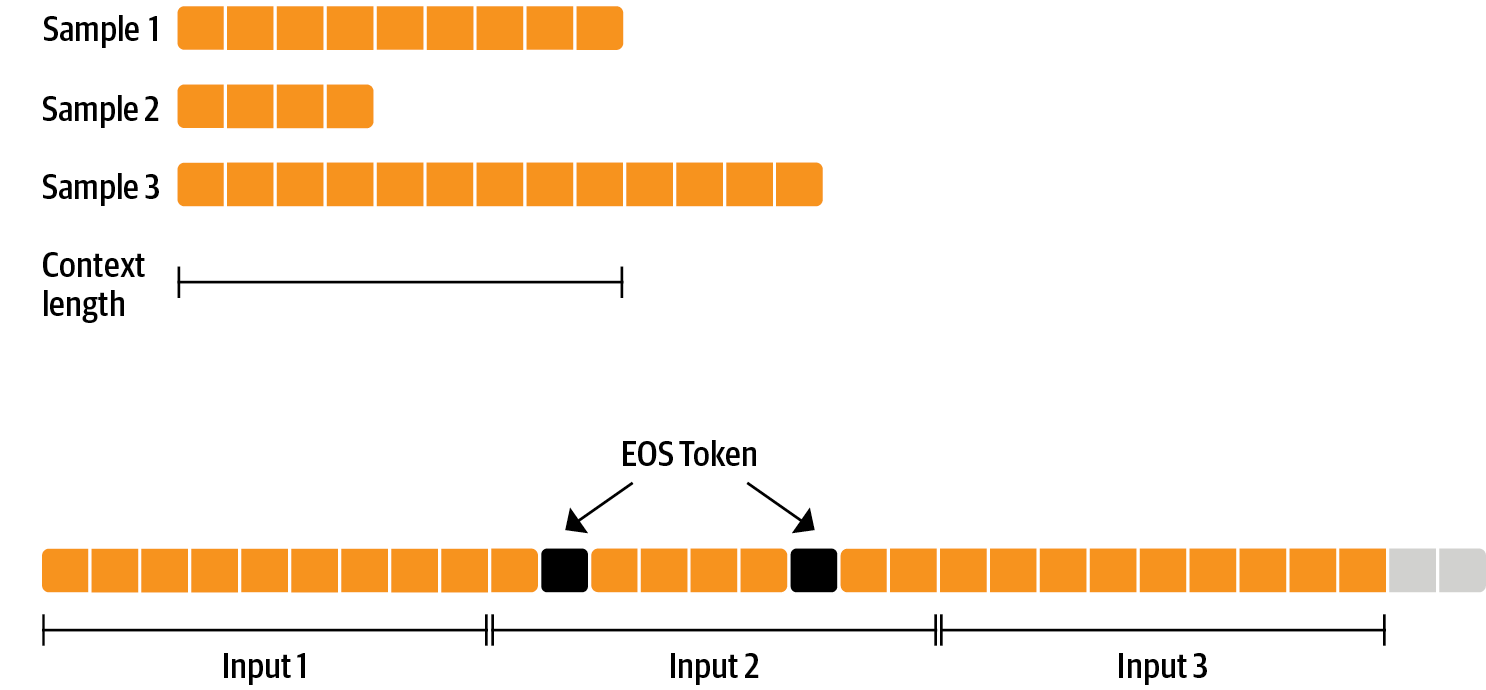 Sample 1
Sample 2
Sample 3
Context
length
EOS Token
Input 1
Input 2
Input 3